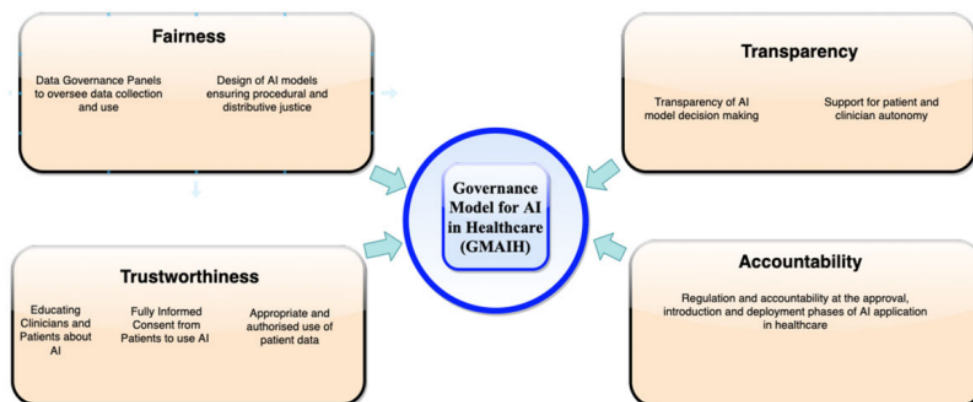 Fairness
Data Governance Panels
to oversee data collection
and use
Design of AI models
ensuring procedural and
distributive justice
Transparency
Transparency of AI
model decision making
Support for patient and
clinician autonomy
Governance
Model for AI
in Healthcare
(GMAIH)
Trustworthiness
Educating
Clinicians and
Patients about
AI
Fully Informed
Consent from
Patients to use AI
Appropriate and
authorised use of
patient data
Accountability
Regulation and accountability at the approval,
introduction and deployment phases of AI application
in healthcare